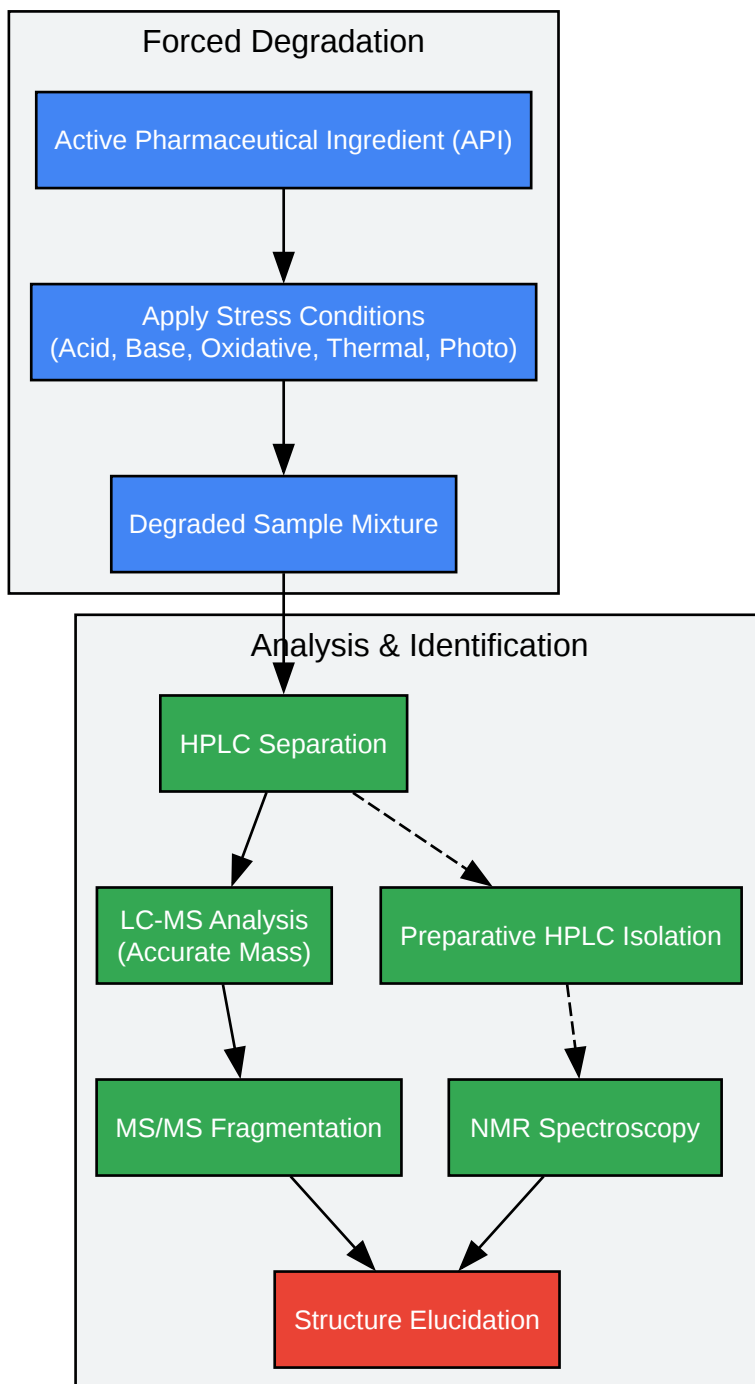 Forced Degradation
Active Pharmaceutical Ingredient (API)
Apply Stress Conditions
(Acid, Base, Oxidative, Thermal, Photo)
Degraded Sample Mixture
Analysis & Identification
HPLC Separation
LC-MS Analysis
(Accurate Mass)
Preparative HPLC Isolation
MS/MS Fragmentation
NMR Spectroscopy
Structure Elucidation